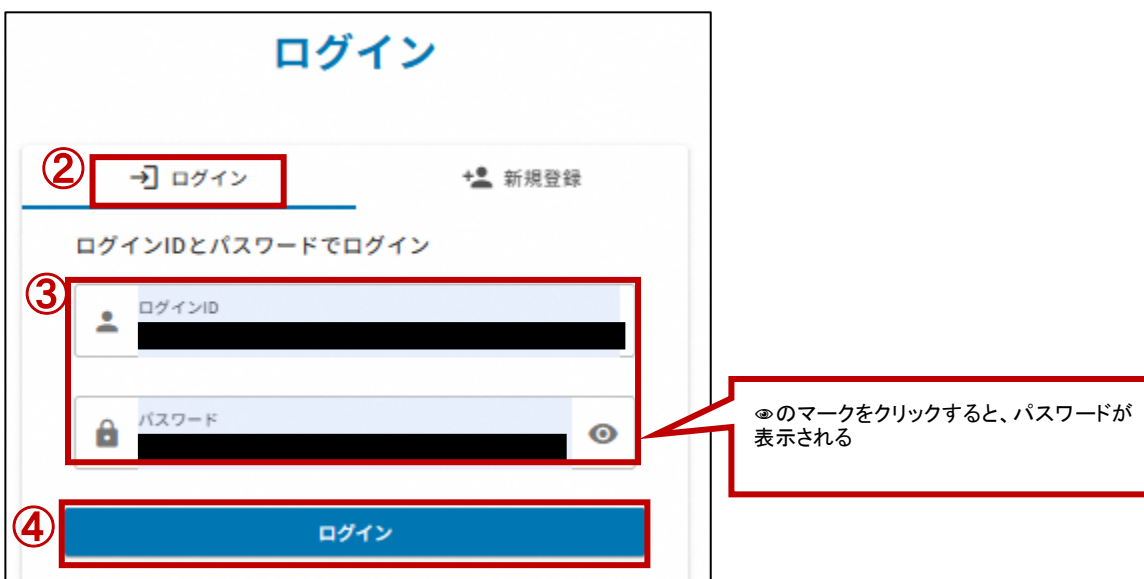 ログイン
② ログイン 新規登録
ログインIDとパスワードでログイン
③
ログインID
パスワード
👁のマークをクリックすると、パスワードが
表示される
④ ログイン